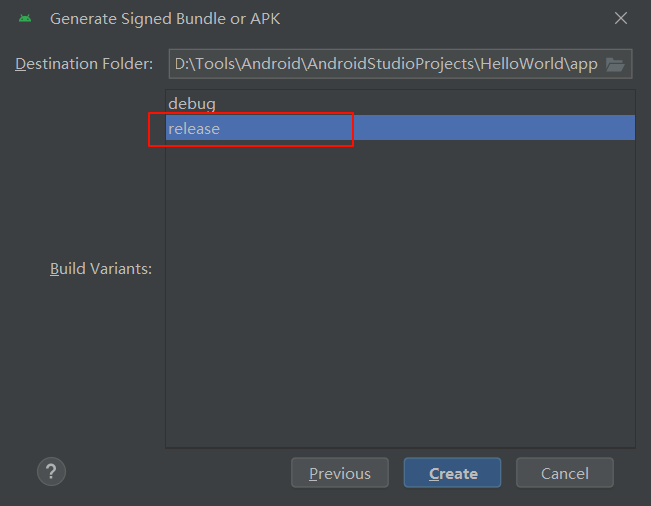 Generate Signed Bundle or APK
Destination Folder: D:\Tools\Android\AndroidStudioProjects\HelloWorld\app
debug
release
Build Variants:
? Previous Create Cancel